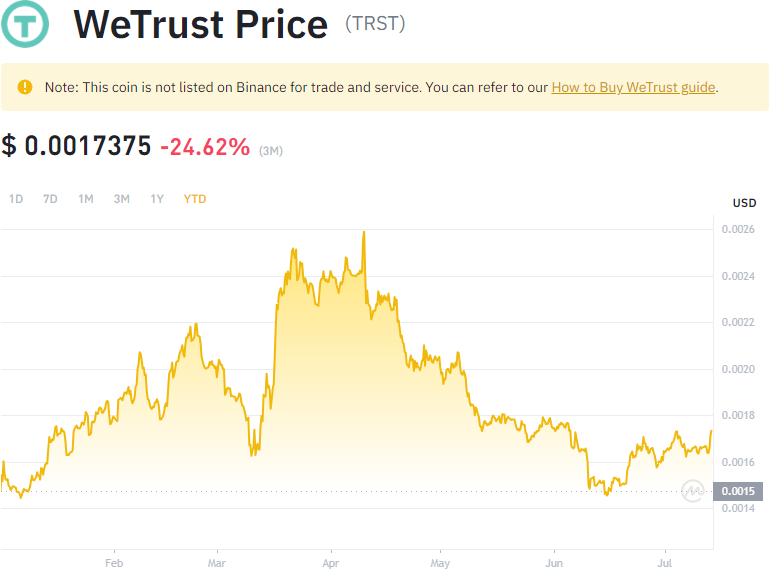 WeTrust Price (TRST)
Note: This coin is not listed on Binance for trade and service. You can refer to our How to Buy WeTrust guide.
$ 0.0017375 -24.62% (3M)
1D 7D 1M 3M 1Y YTD
USD
0.0026
0.0024
0.0022
0.0020
0.0018
0.0016
0.0015
0.0014
Feb Mar Apr May Jun Jul